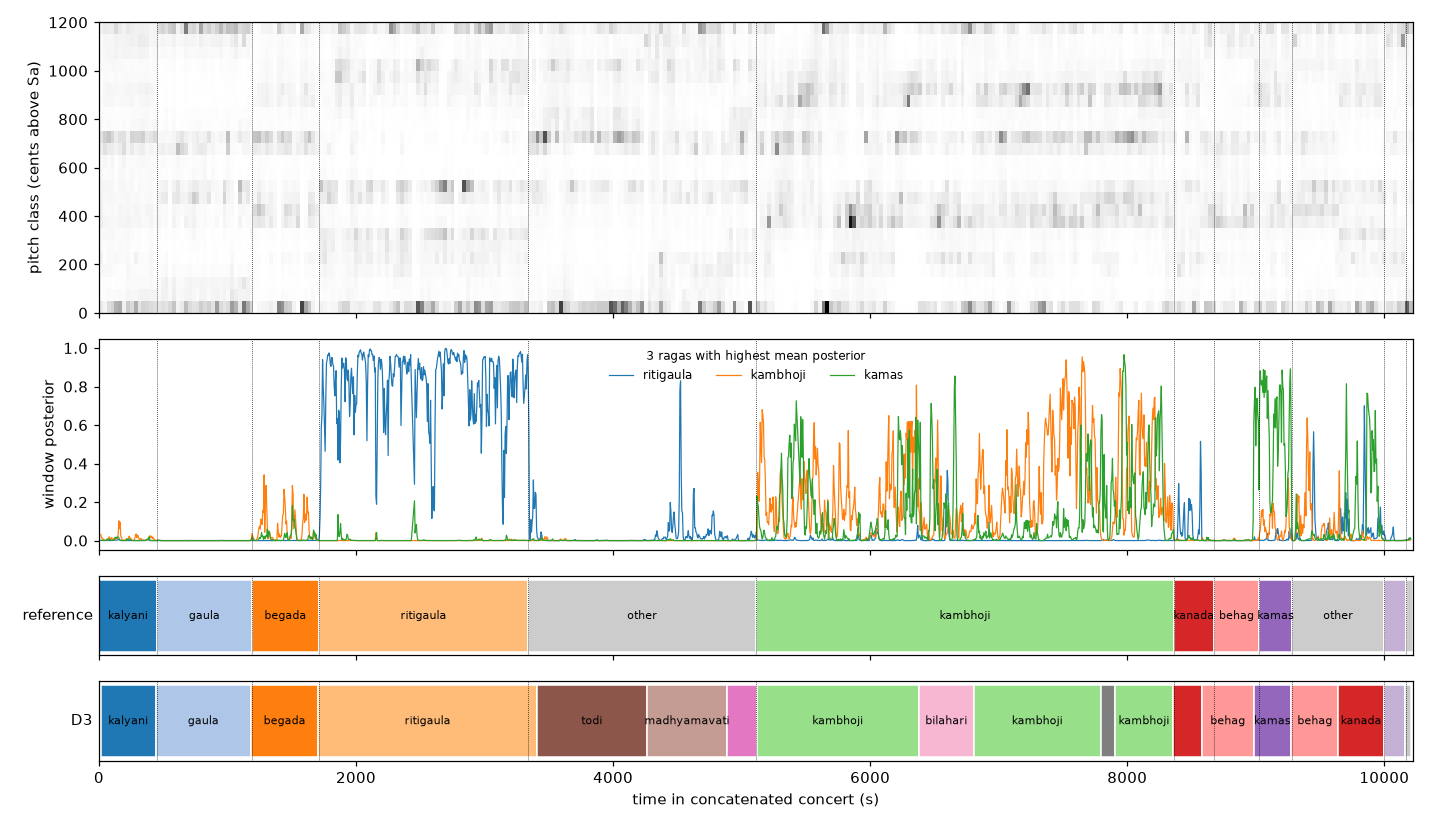 1200
1000
800
600
400
200
0
pitch class (cents above Sa)
1.0
0.8
0.6
0.4
0.2
0.0
window posterior
3 ragas with highest mean posterior
ritigaula kambhoji kamas
reference
kalyani gaula begada ritigaula other kambhoji kanada behag kamas other
D3
kalyani gaula begada ritigaula todi madhyamavati kambhoji bilahari kambhoji kambhoji behag kamas behag kanada
0 2000 4000 6000 8000 10000
time in concatenated concert (s)